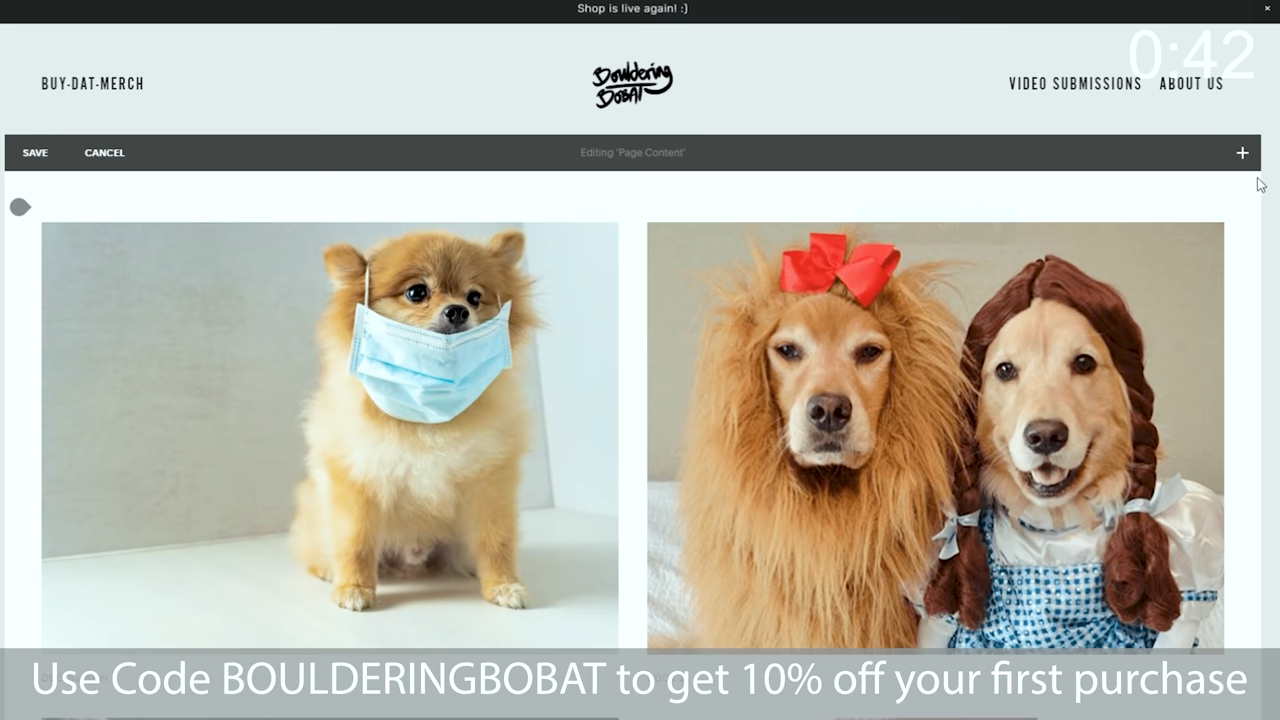 Shop is live again! :)
×
0:42
BUY-DAT-MERCH
Bouldering
BOBAT
VIDEO SUBMISSIONS ABOUT US
SAVE CANCEL Editing 'Page Content' +
Use Code BOULDERINGBOBAT to get 10% off your first purchase